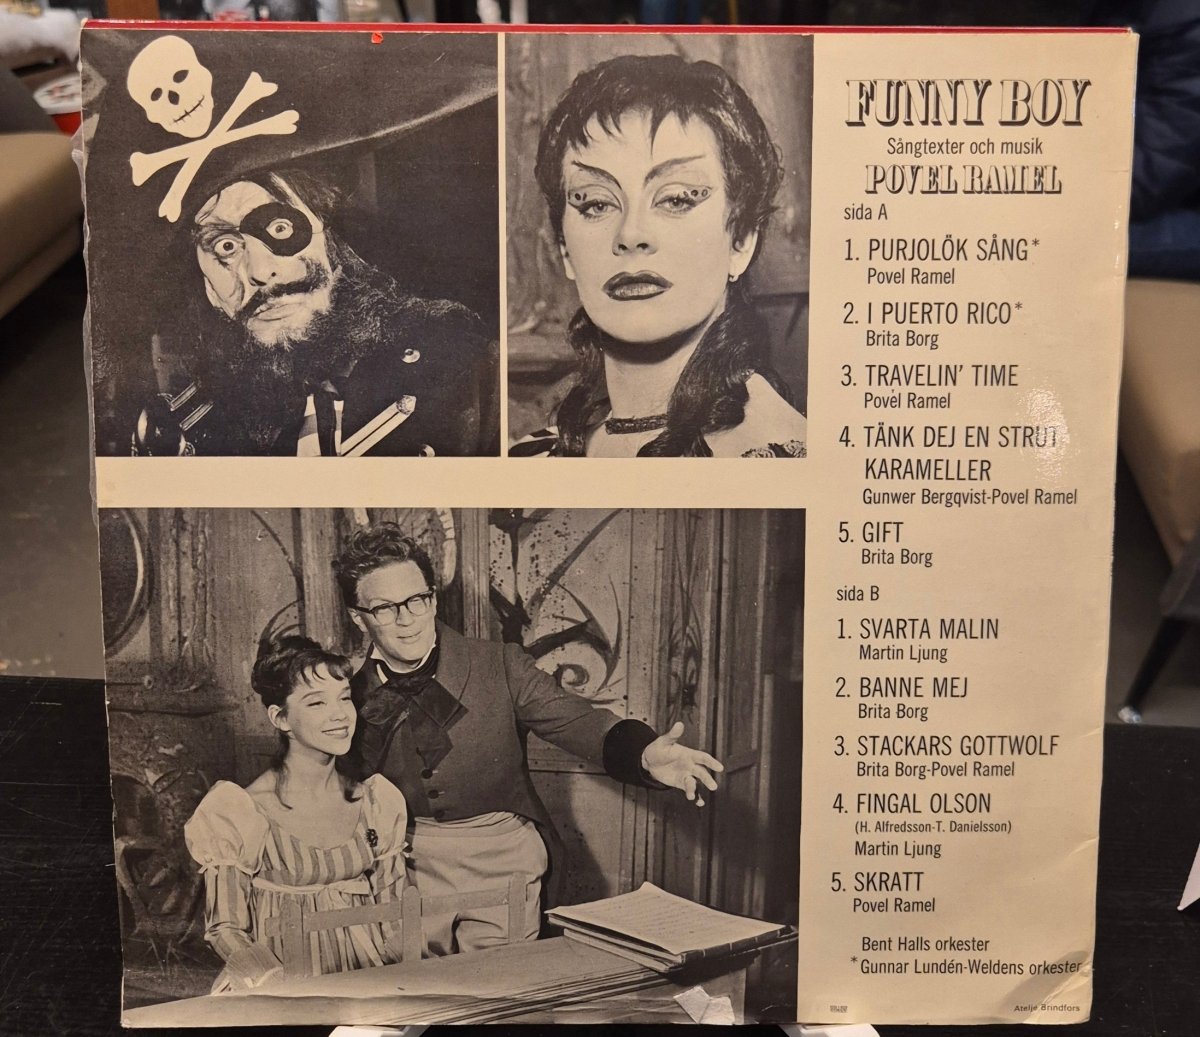 FUNNY BOY
Sångtexter och musik
POVEL RAMEL
sida A
1. PURJOLÖK SÅNG*
Povel Ramel
2. I PUERTO RICO*
Brita Borg
3. TRAVELIN' TIME
Povel Ramel
4. TÄNK DEJ EN STRUT
KARAMELLER
Gunwer Bergqvist-Povel Ramel
5. GIFT
Brita Borg
sida B
1. SVARTA MALIN
Martin Ljung
2. BANNE MEJ
Brita Borg
3. STACKARS GOTTWOLF
Brita Borg-Povel Ramel
4. FINGAL OLSON
(H. Alfredsson-T. Danielsson)
Martin Ljung
5. SKRATT
Povel Ramel
Bent Halls orkester
*Gunnar Lundén-Weldens orkester
Ateljé Brindfors